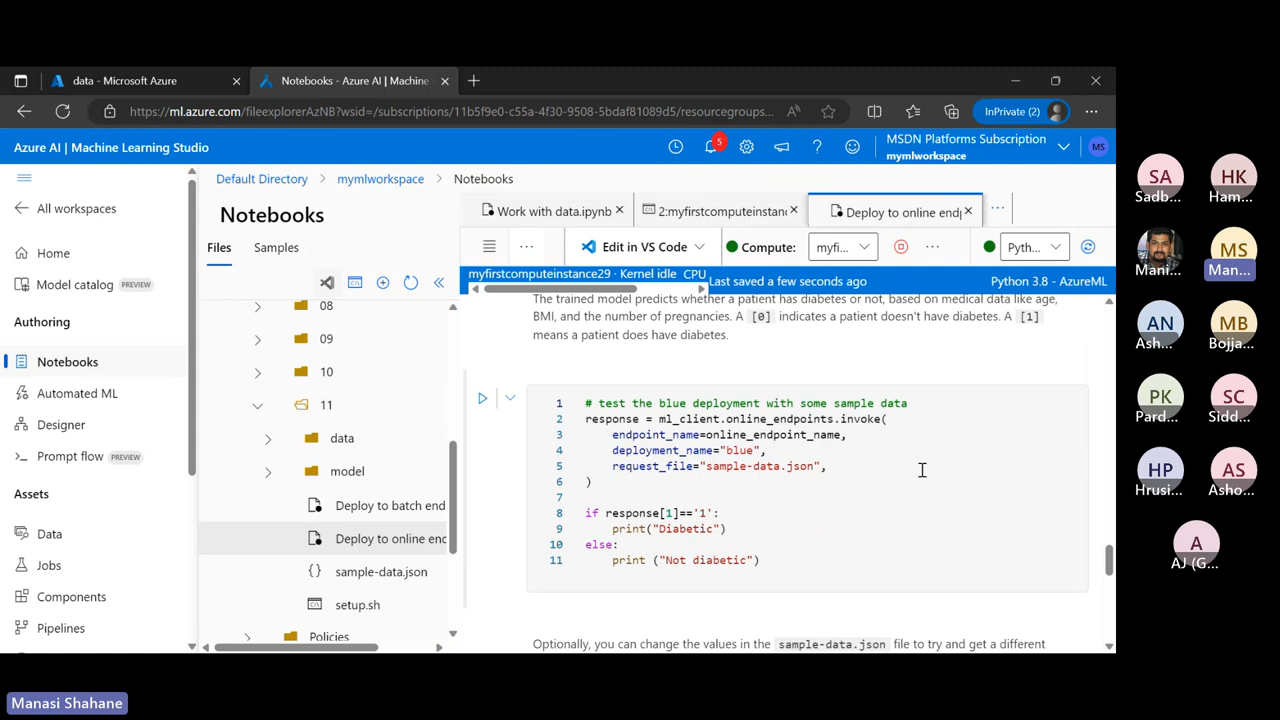 data - Microsoft Azure
Notebooks - Azure AI | Machine
https://ml.azure.com/fileexplorerAzNB?wsid=/subscriptions/11b5f9e0-c55a-4f30-9508-5bdaf81089d5/resourcegroups...
InPrivate (2)
Azure AI | Machine Learning Studio
5
MSDN Platforms Subscription
mymlworkspace
MS
All workspaces
Home
Model catalog PREVIEW
Authoring
Notebooks
Automated ML
Designer
Prompt flow PREVIEW
Assets
Data
Jobs
Components
Pipelines
Default Directory > mymlworkspace > Notebooks
Notebooks
Files Samples
08
09
10
11
data
model
Deploy to batch end
Deploy to online enc
sample-data.json
setup.sh
Policies
Work with data.ipynb
2:myfirstcomputeinstanc
Deploy to online endp
Edit in VS Code
Compute: myfi...
Pyth...
myfirstcomputeinstance29 · Kernel idle CPU
Last saved a few seconds ago
Python 3.8 - AzureML
The trained model predicts whether a patient has diabetes or not, based on medical data like age,
BMI, and the number of pregnancies. A [0] indicates a patient doesn't have diabetes. A [1]
means a patient does have diabetes.
1 # test the blue deployment with some sample data
2 response = ml_client.online_endpoints.invoke(
3 endpoint_name=online_endpoint_name,
4 deployment_name="blue",
5 request_file="sample-data.json",
6 )
7
8 if response[1]=='1':
9 print("Diabetic")
10 else:
11 print ("Not diabetic")
Optionally, you can change the values in the sample-data.json file to try and get a different
SA
Sadb...
HK
Ham...
Mani...
MS
Man...
AN
Ash...
MB
Bojja...
PK
Pard...
SC
Sidd...
HP
Hrusi...
AS
Asho...
A
AJ (G...
Manasi Shahane